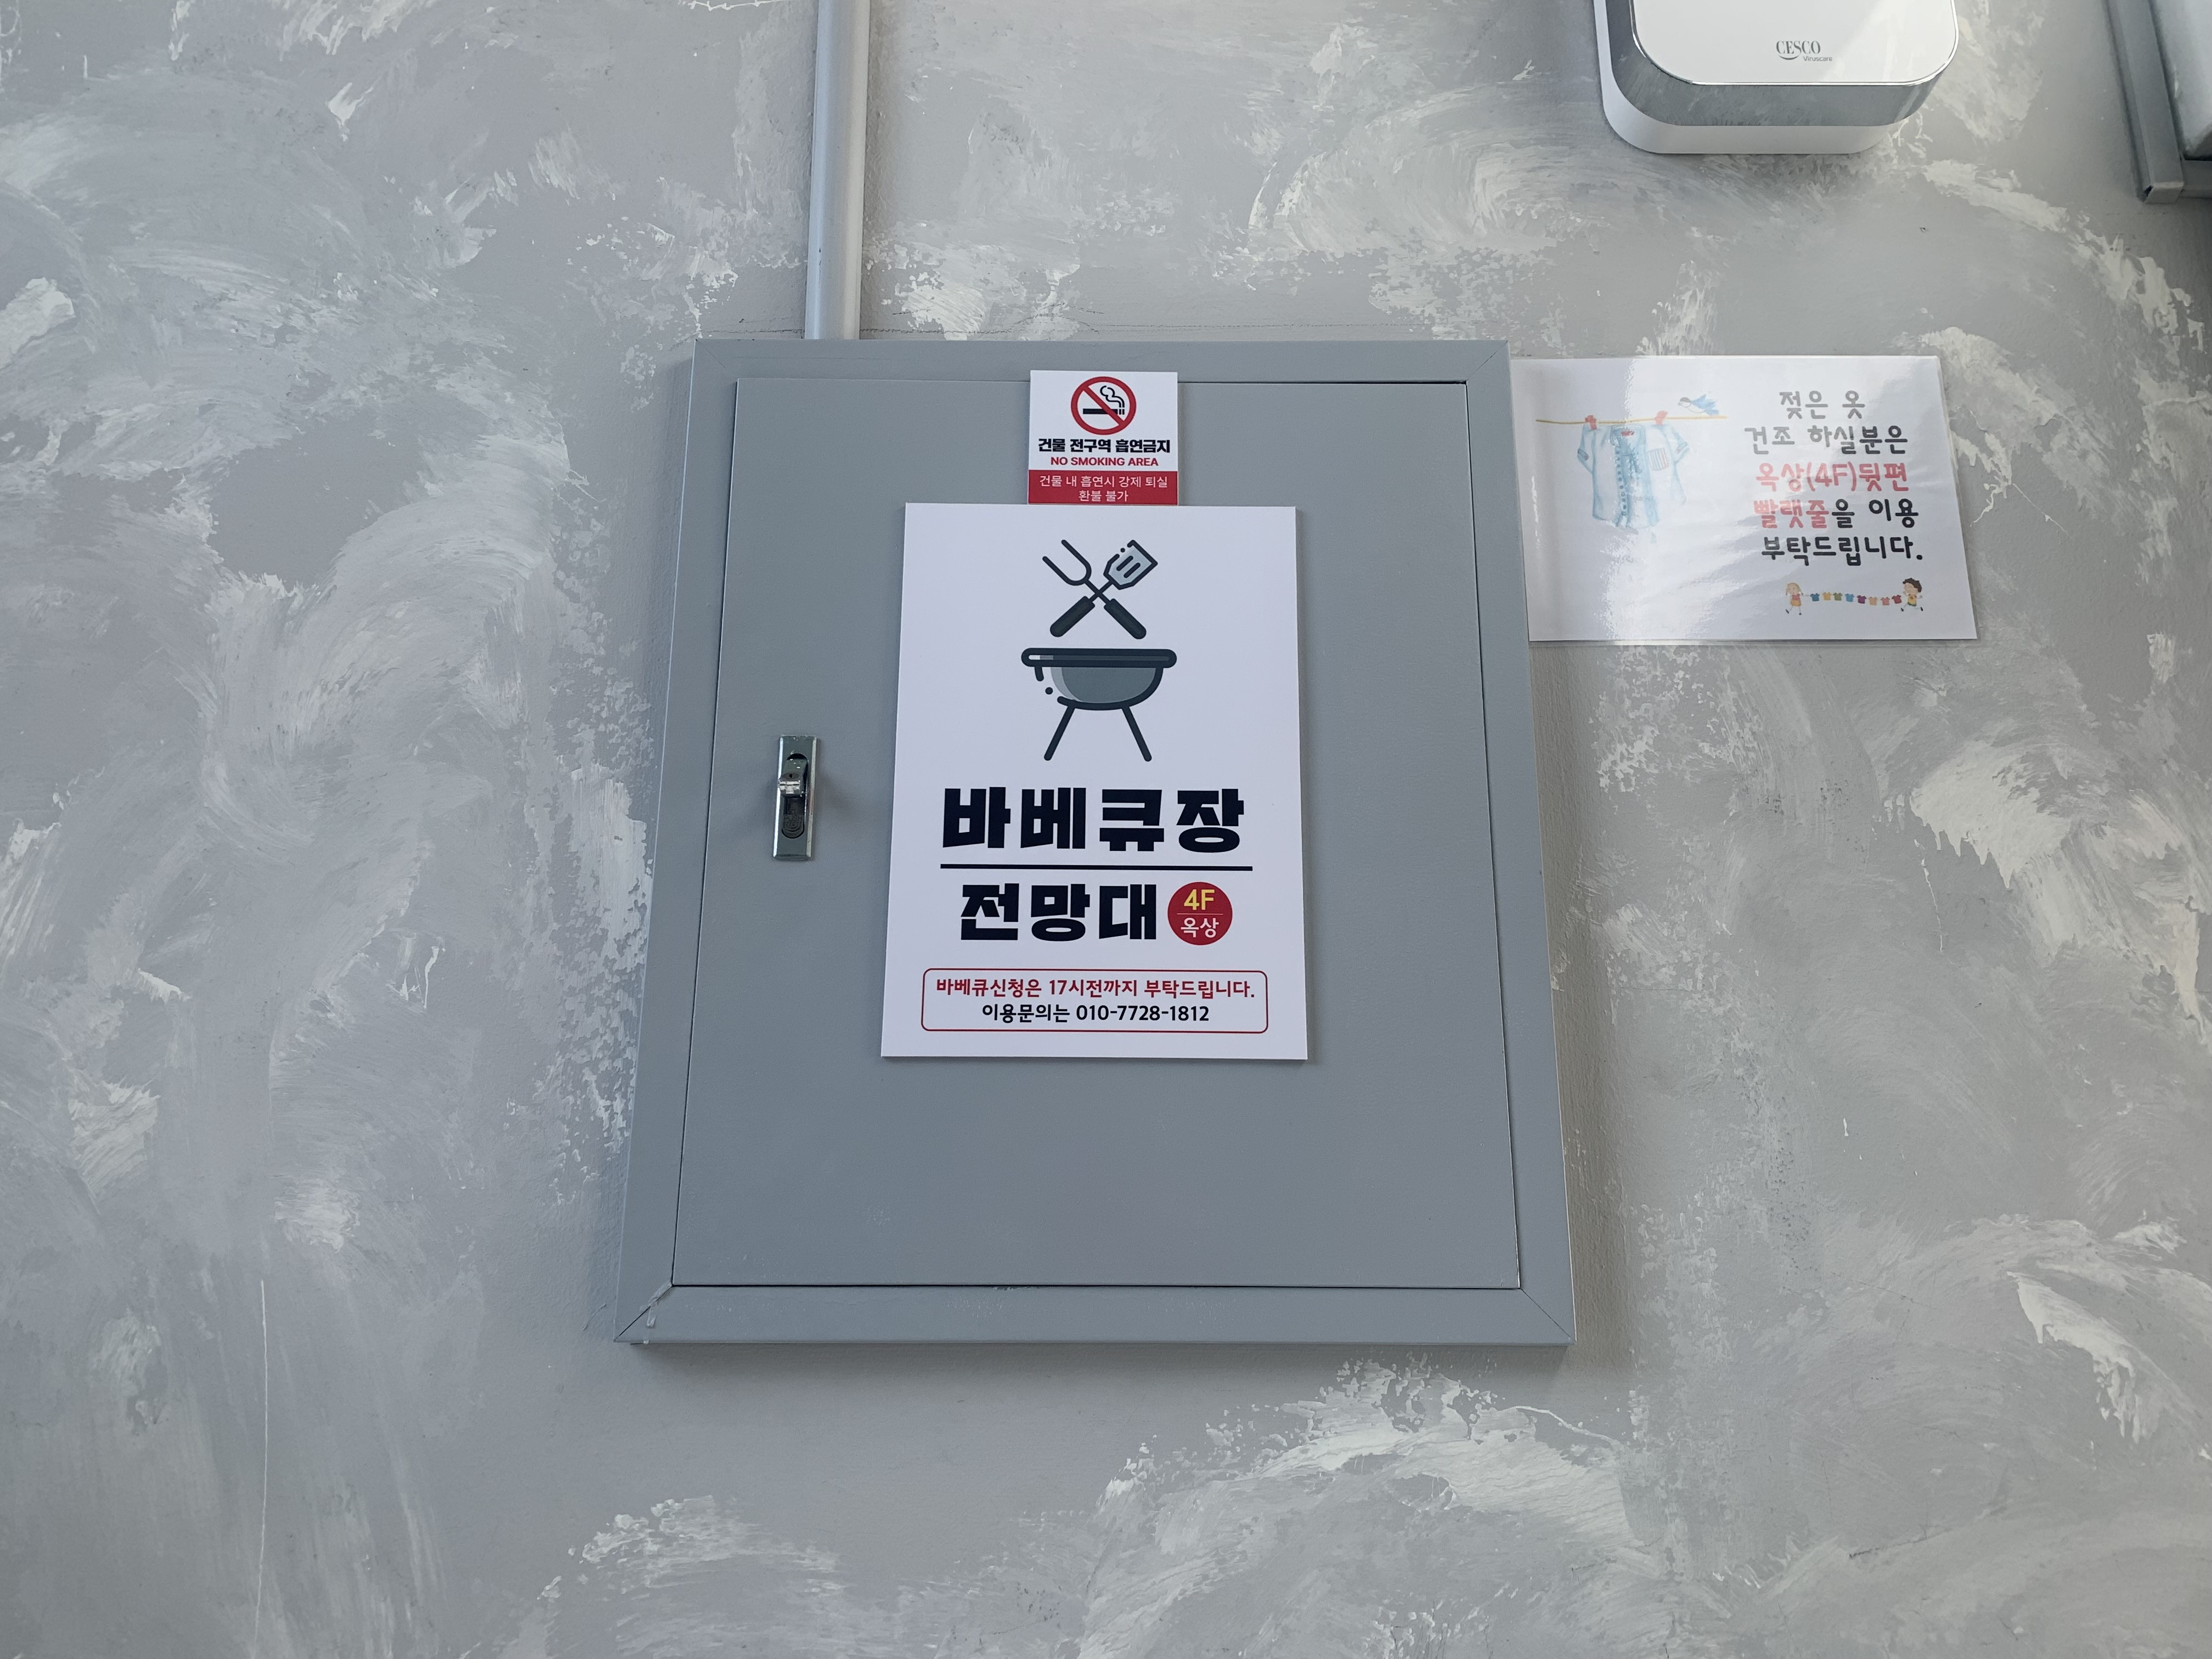 CESCO
Viruscare
건물 전구역 흡연금지
NO SMOKING AREA
건물 내 흡연시 강제 퇴실
환불 불가
바베큐장
전망대
4F
옥상
바베큐신청은 17시전까지 부탁드립니다.
이용문의는 010-7728-1812
젖은 옷
건조 하실분은
옥상(4F)뒷편
빨랫줄을 이용
부탁드립니다.